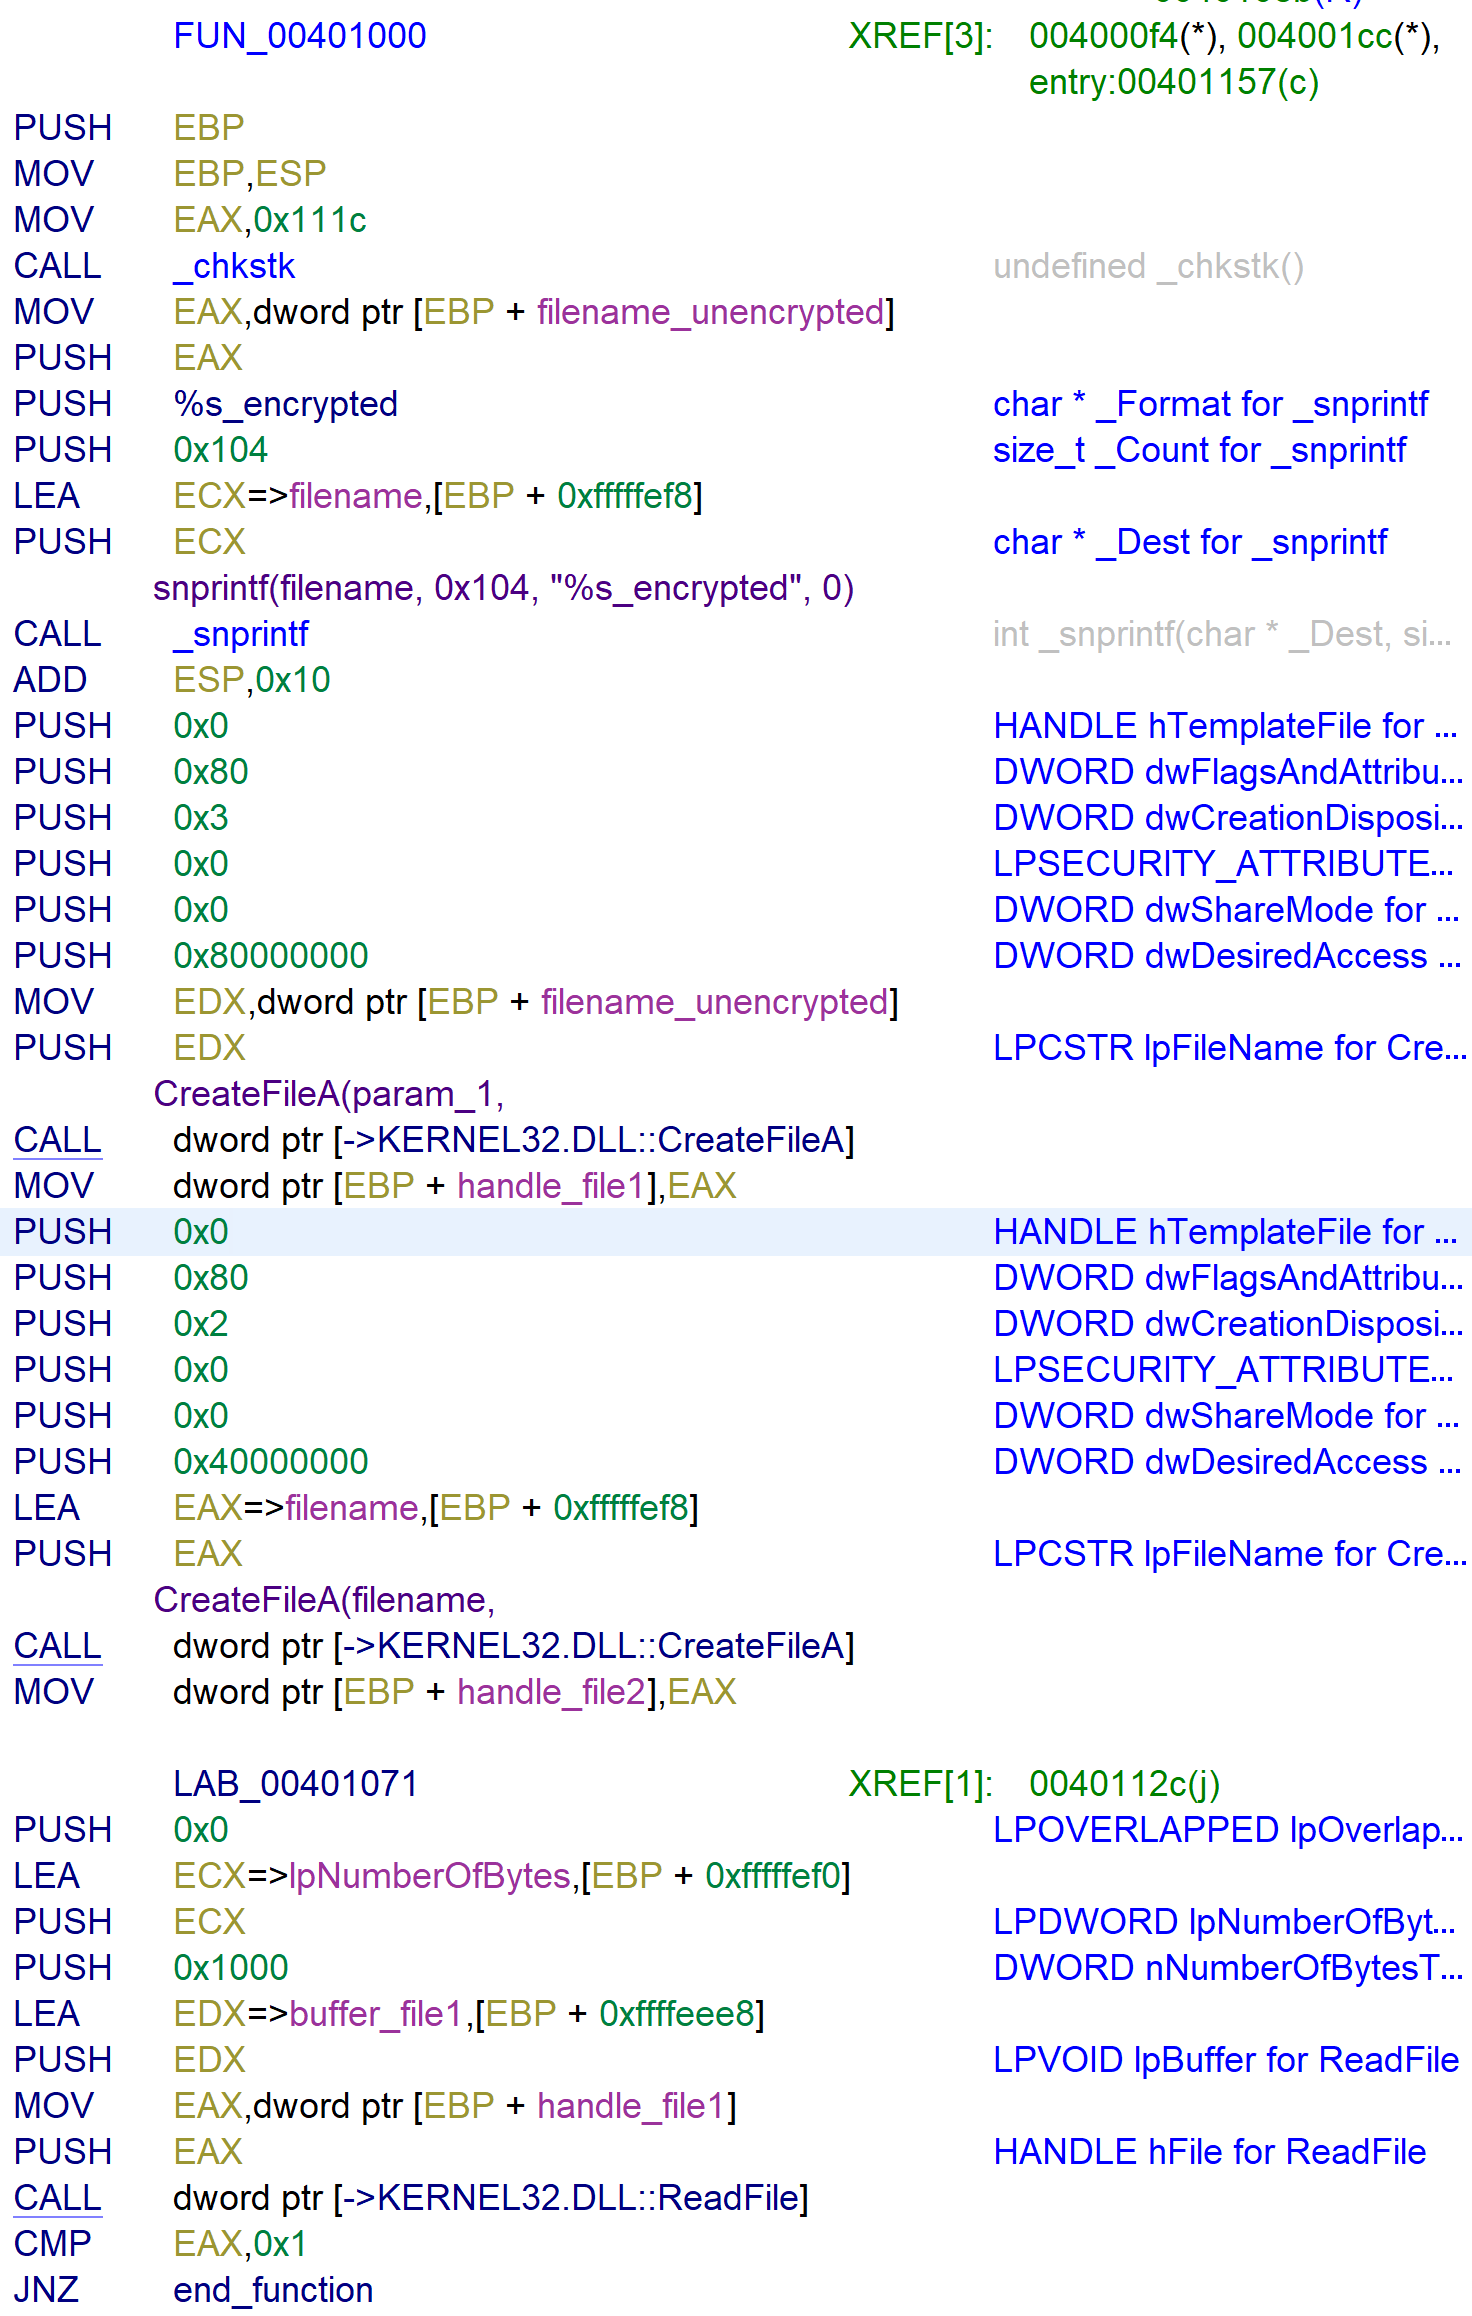 FUN_00401000 XREF[3]: 004000f4(*), 004001cc(*),
entry:00401157(c)
PUSH EBP
MOV EBP,ESP
MOV EAX,0x111c
CALL _chkstk undefined _chkstk()
MOV EAX,dword ptr [EBP + filename_unencrypted]
PUSH EAX
PUSH %s_encrypted char * _Format for _snprintf
PUSH 0x104 size_t _Count for _snprintf
LEA ECX=>filename,[EBP + 0xfffffef8]
PUSH ECX char * _Dest for _snprintf
snprintf(filename, 0x104, "%s_encrypted", 0)
CALL _snprintf int _snprintf(char * _Dest, si...
ADD ESP,0x10
PUSH 0x0 HANDLE hTemplateFile for ...
PUSH 0x80 DWORD dwFlagsAndAttribu...
PUSH 0x3 DWORD dwCreationDisposi...
PUSH 0x0 LPSECURITY_ATTRIBUTE...
PUSH 0x0 DWORD dwShareMode for ...
PUSH 0x80000000 DWORD dwDesiredAccess ...
MOV EDX,dword ptr [EBP + filename_unencrypted]
PUSH EDX LPCSTR lpFileName for Cre...
CreateFileA(param_1,
CALL dword ptr [->KERNEL32.DLL::CreateFileA]
MOV dword ptr [EBP + handle_file1],EAX
PUSH 0x0 HANDLE hTemplateFile for ...
PUSH 0x80 DWORD dwFlagsAndAttribu...
PUSH 0x2 DWORD dwCreationDisposi...
PUSH 0x0 LPSECURITY_ATTRIBUTE...
PUSH 0x0 DWORD dwShareMode for ...
PUSH 0x40000000 DWORD dwDesiredAccess ...
LEA EAX=>filename,[EBP + 0xfffffef8]
PUSH EAX LPCSTR lpFileName for Cre...
CreateFileA(filename,
CALL dword ptr [->KERNEL32.DLL::CreateFileA]
MOV dword ptr [EBP + handle_file2],EAX
LAB_00401071 XREF[1]: 0040112c(j)
PUSH 0x0 LPOVERLAPPED lpOverlap...
LEA ECX=>lpNumberOfBytes,[EBP + 0xfffffef0]
PUSH ECX LPDWORD lpNumberOfByt...
PUSH 0x1000 DWORD nNumberOfBytesT...
LEA EDX=>buffer_file1,[EBP + 0xffffeee8]
PUSH EDX LPVOID lpBuffer for ReadFile
MOV EAX,dword ptr [EBP + handle_file1]
PUSH EAX HANDLE hFile for ReadFile
CALL dword ptr [->KERNEL32.DLL::ReadFile]
CMP EAX,0x1
JNZ end_function